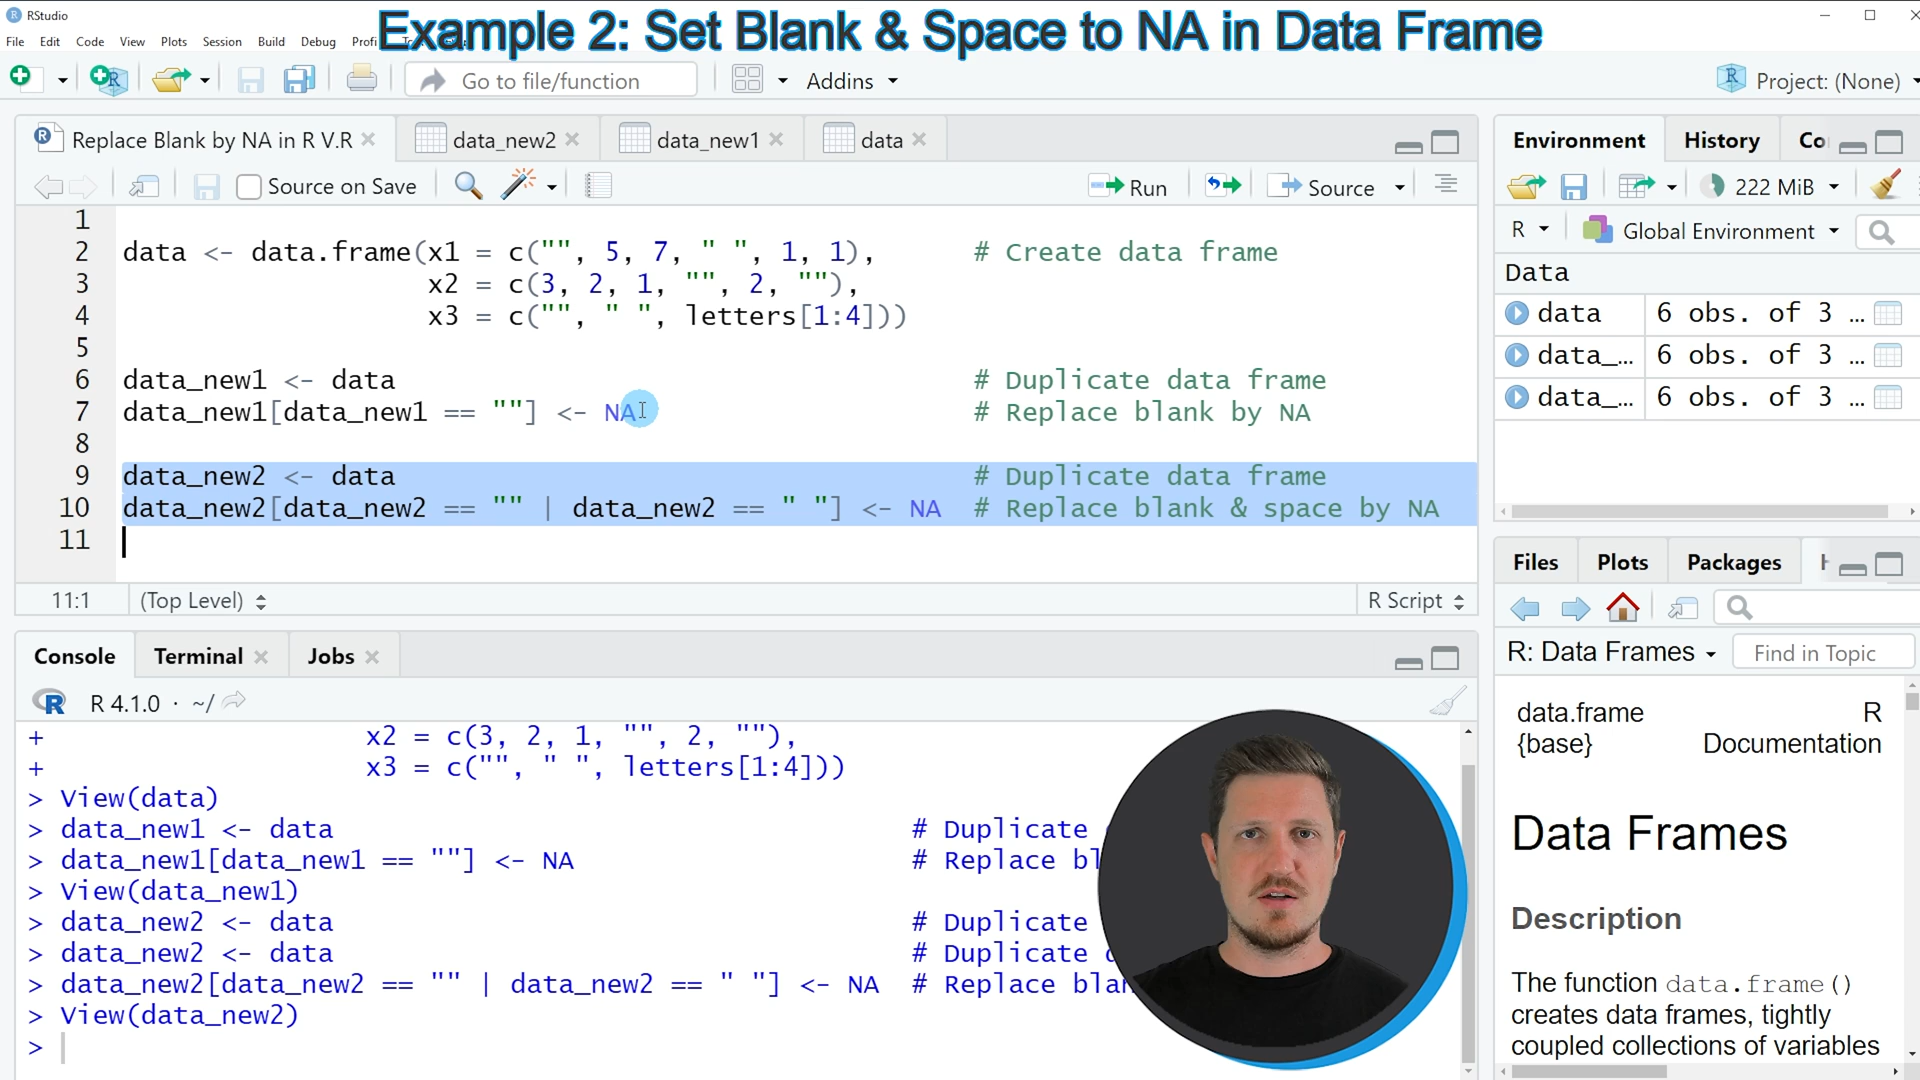 RStudio
Example 2: Set Blank & Space to NA in Data Frame
File Edit Code View Plots Session Build Debug
Go to file/function Addins Project: (None)
Replace Blank by NA in R V.R data_new2 data_new1 data
Source on Save Run Source
1
2 data <- data.frame(x1 = c("", 5, 7, " ", 1, 1), # Create data frame
3 x2 = c(3, 2, 1, "", 2, ""),
4 x3 = c("", " ", letters[1:4]))
5
6 data_new1 <- data # Duplicate data frame
7 data_new1[data_new1 == ""] <- NA # Replace blank by NA
8
9 data_new2 <- data # Duplicate data frame
10 data_new2[data_new2 == "" | data_new2 == " "] <- NA # Replace blank & space by NA
11
11:1 (Top Level) R Script
Console Terminal Jobs
R 4.1.0 · ~/
+ x2 = c(3, 2, 1, "", 2, ""),
+ x3 = c("", " ", letters[1:4]))
> View(data)
> data_new1 <- data # Duplicate
> data_new1[data_new1 == ""] <- NA # Replace bl
> View(data_new1)
> data_new2 <- data # Duplicate
> data_new2 <- data # Duplicate
> data_new2[data_new2 == "" | data_new2 == " "] <- NA # Replace blan
> View(data_new2)
>
Environment History
222 MiB
R Global Environment
Data
data 6 obs. of 3 …
data_… 6 obs. of 3 …
data_… 6 obs. of 3 …
Files Plots Packages
R: Data Frames Find in Topic
data.frame R
{base} Documentation
Data Frames
Description
The function data.frame()
creates data frames, tightly
coupled collections of variables